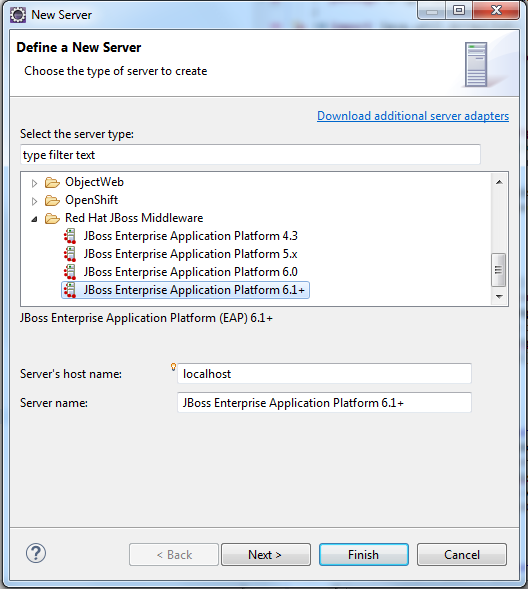 New Server
Define a New Server
Choose the type of server to create
Download additional server adapters
Select the server type:
type filter text
ObjectWeb
OpenShift
Red Hat JBoss Middleware
JBoss Enterprise Application Platform 4.3
JBoss Enterprise Application Platform 5.x
JBoss Enterprise Application Platform 6.0
JBoss Enterprise Application Platform 6.1+
JBoss Enterprise Application Platform (EAP) 6.1+
Server's host name: localhost
Server name: JBoss Enterprise Application Platform 6.1+
? < Back Next > Finish Cancel